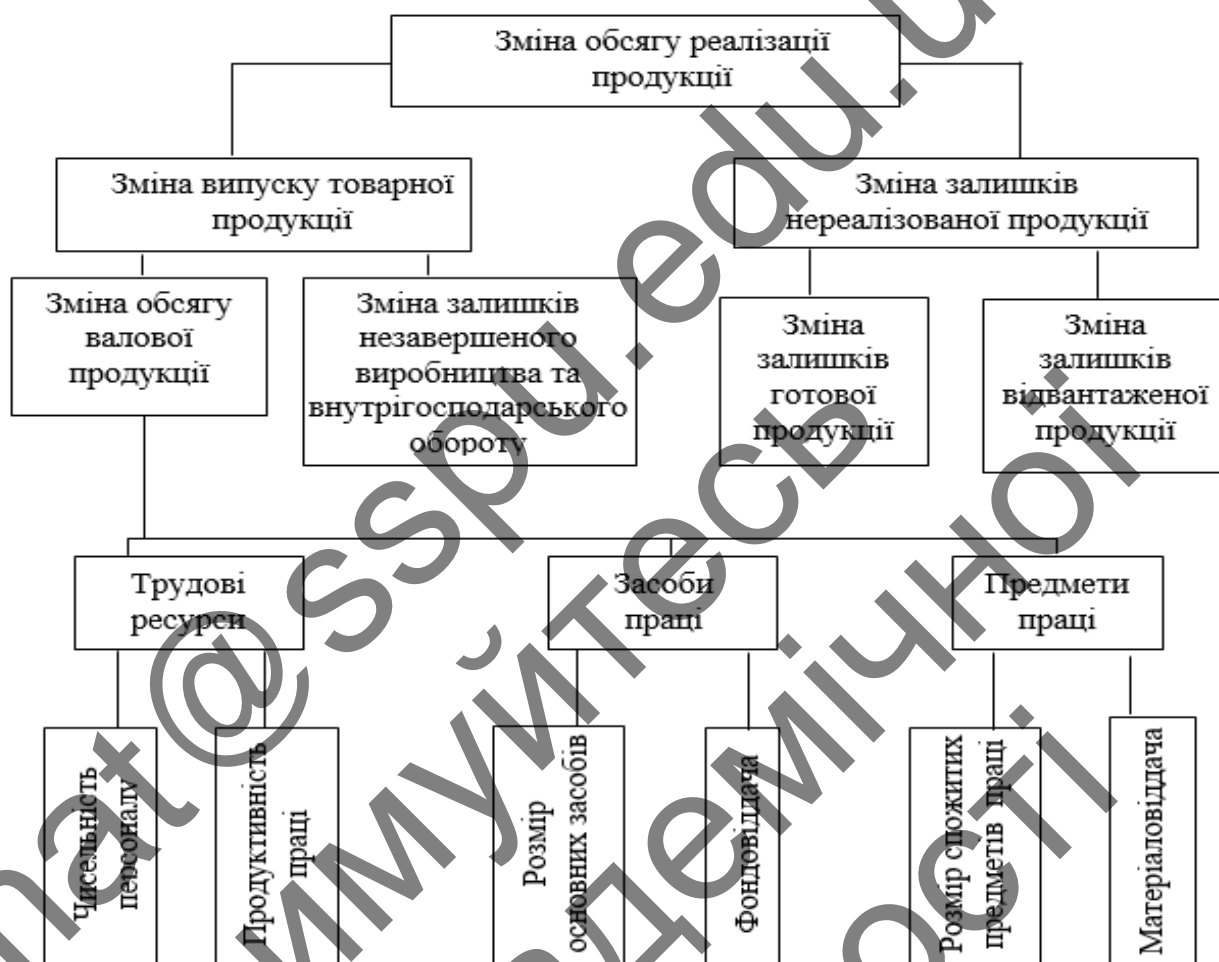 Зміна обсягу реалізації
продукції
Зміна випуску товарної
продукції
Зміна залишків
нереалізованої продукції
Зміна обсягу
валової
продукції
Зміна залишків
незавершеного
виробництва та
внутрігосподарського
обороту
Зміна
залишків
готової
продукції
Зміна
залишків
відвантаженої
продукції
Трудові
ресурси
Засоби
праці
Предмети
праці
Чисельність
персоналу
Продуктивність
праці
Розмір
основних засобів
Фондовіддача
Розмір спожитих
предметів праці
Матеріаловіддача